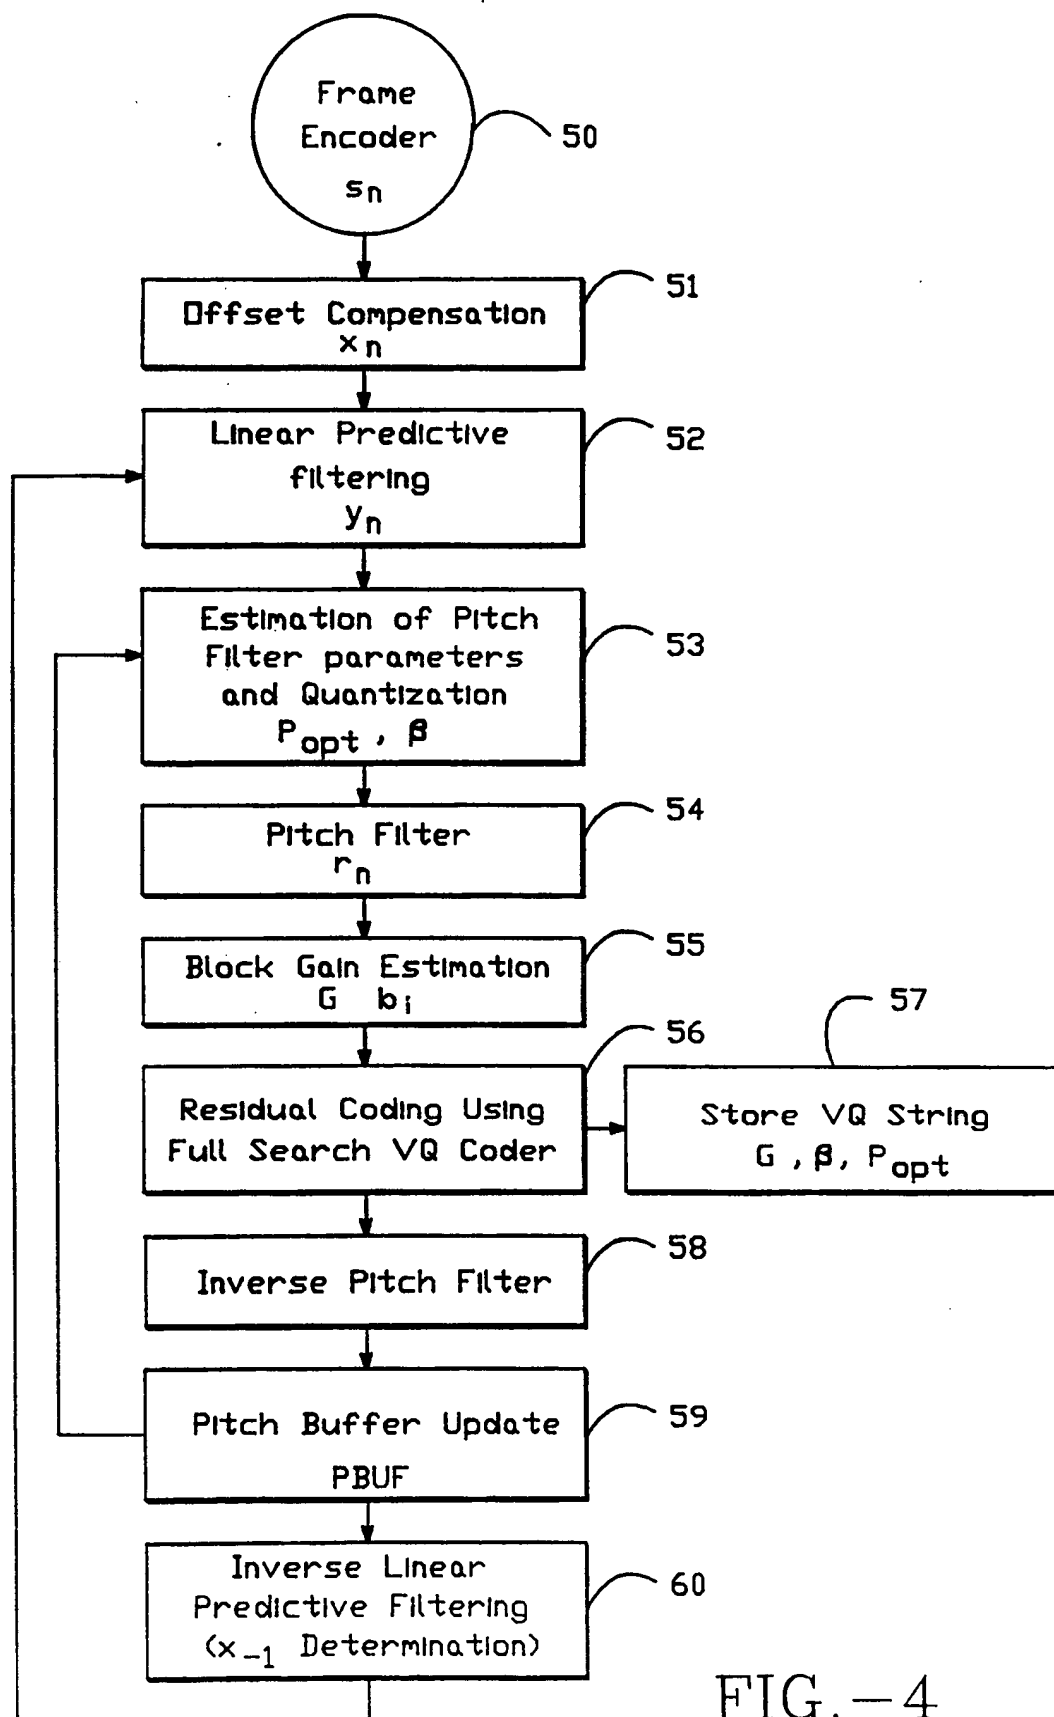 Frame
Encoder
sₙ
50
51
Offset Compensation
xₙ
52
Linear Predictive
filtering
yₙ
Estimation of Pitch
Filter parameters
and Quantization
Pₒₚₜ , β
53
54
Pitch Filter
rₙ
55
Block Gain Estimation
G bᵢ
56
57
Residual Coding Using
Full Search VQ Coder
Store VQ String
G , β, Pₒₚₜ
58
Inverse Pitch Filter
59
Pitch Buffer Update
PBUF
Inverse Linear
Predictive Filtering
(x₋₁ Determination)
60
FIG.-4